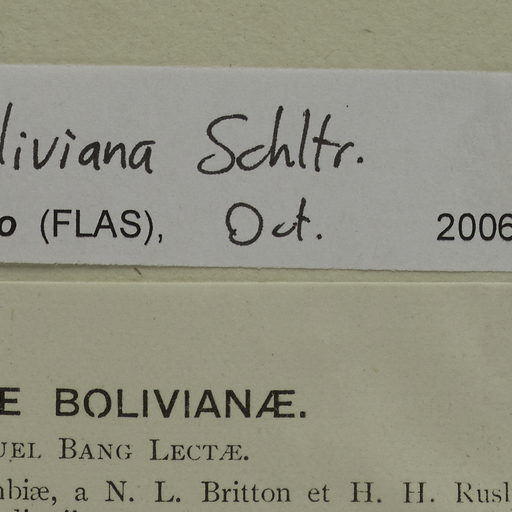 liviana Schltr.
o (FLAS), Oct. 2006
E BOLIVIANÆ.
UEL BANG LECTÆ.
nbiæ, a N. L. Britton et H. H. Rusl